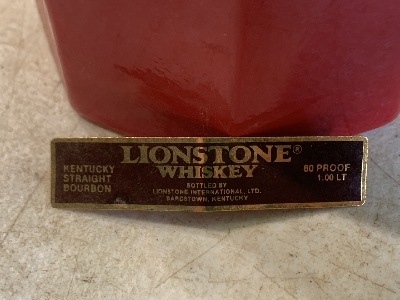 LIONSTONE®
WHISKEY
KENTUCKY
STRAIGHT
BOURBON
BOTTLED BY
LIONSTONE INTERNATIONAL, LTD.
BARDSTOWN, KENTUCKY
80 PROOF
1.00 LT.